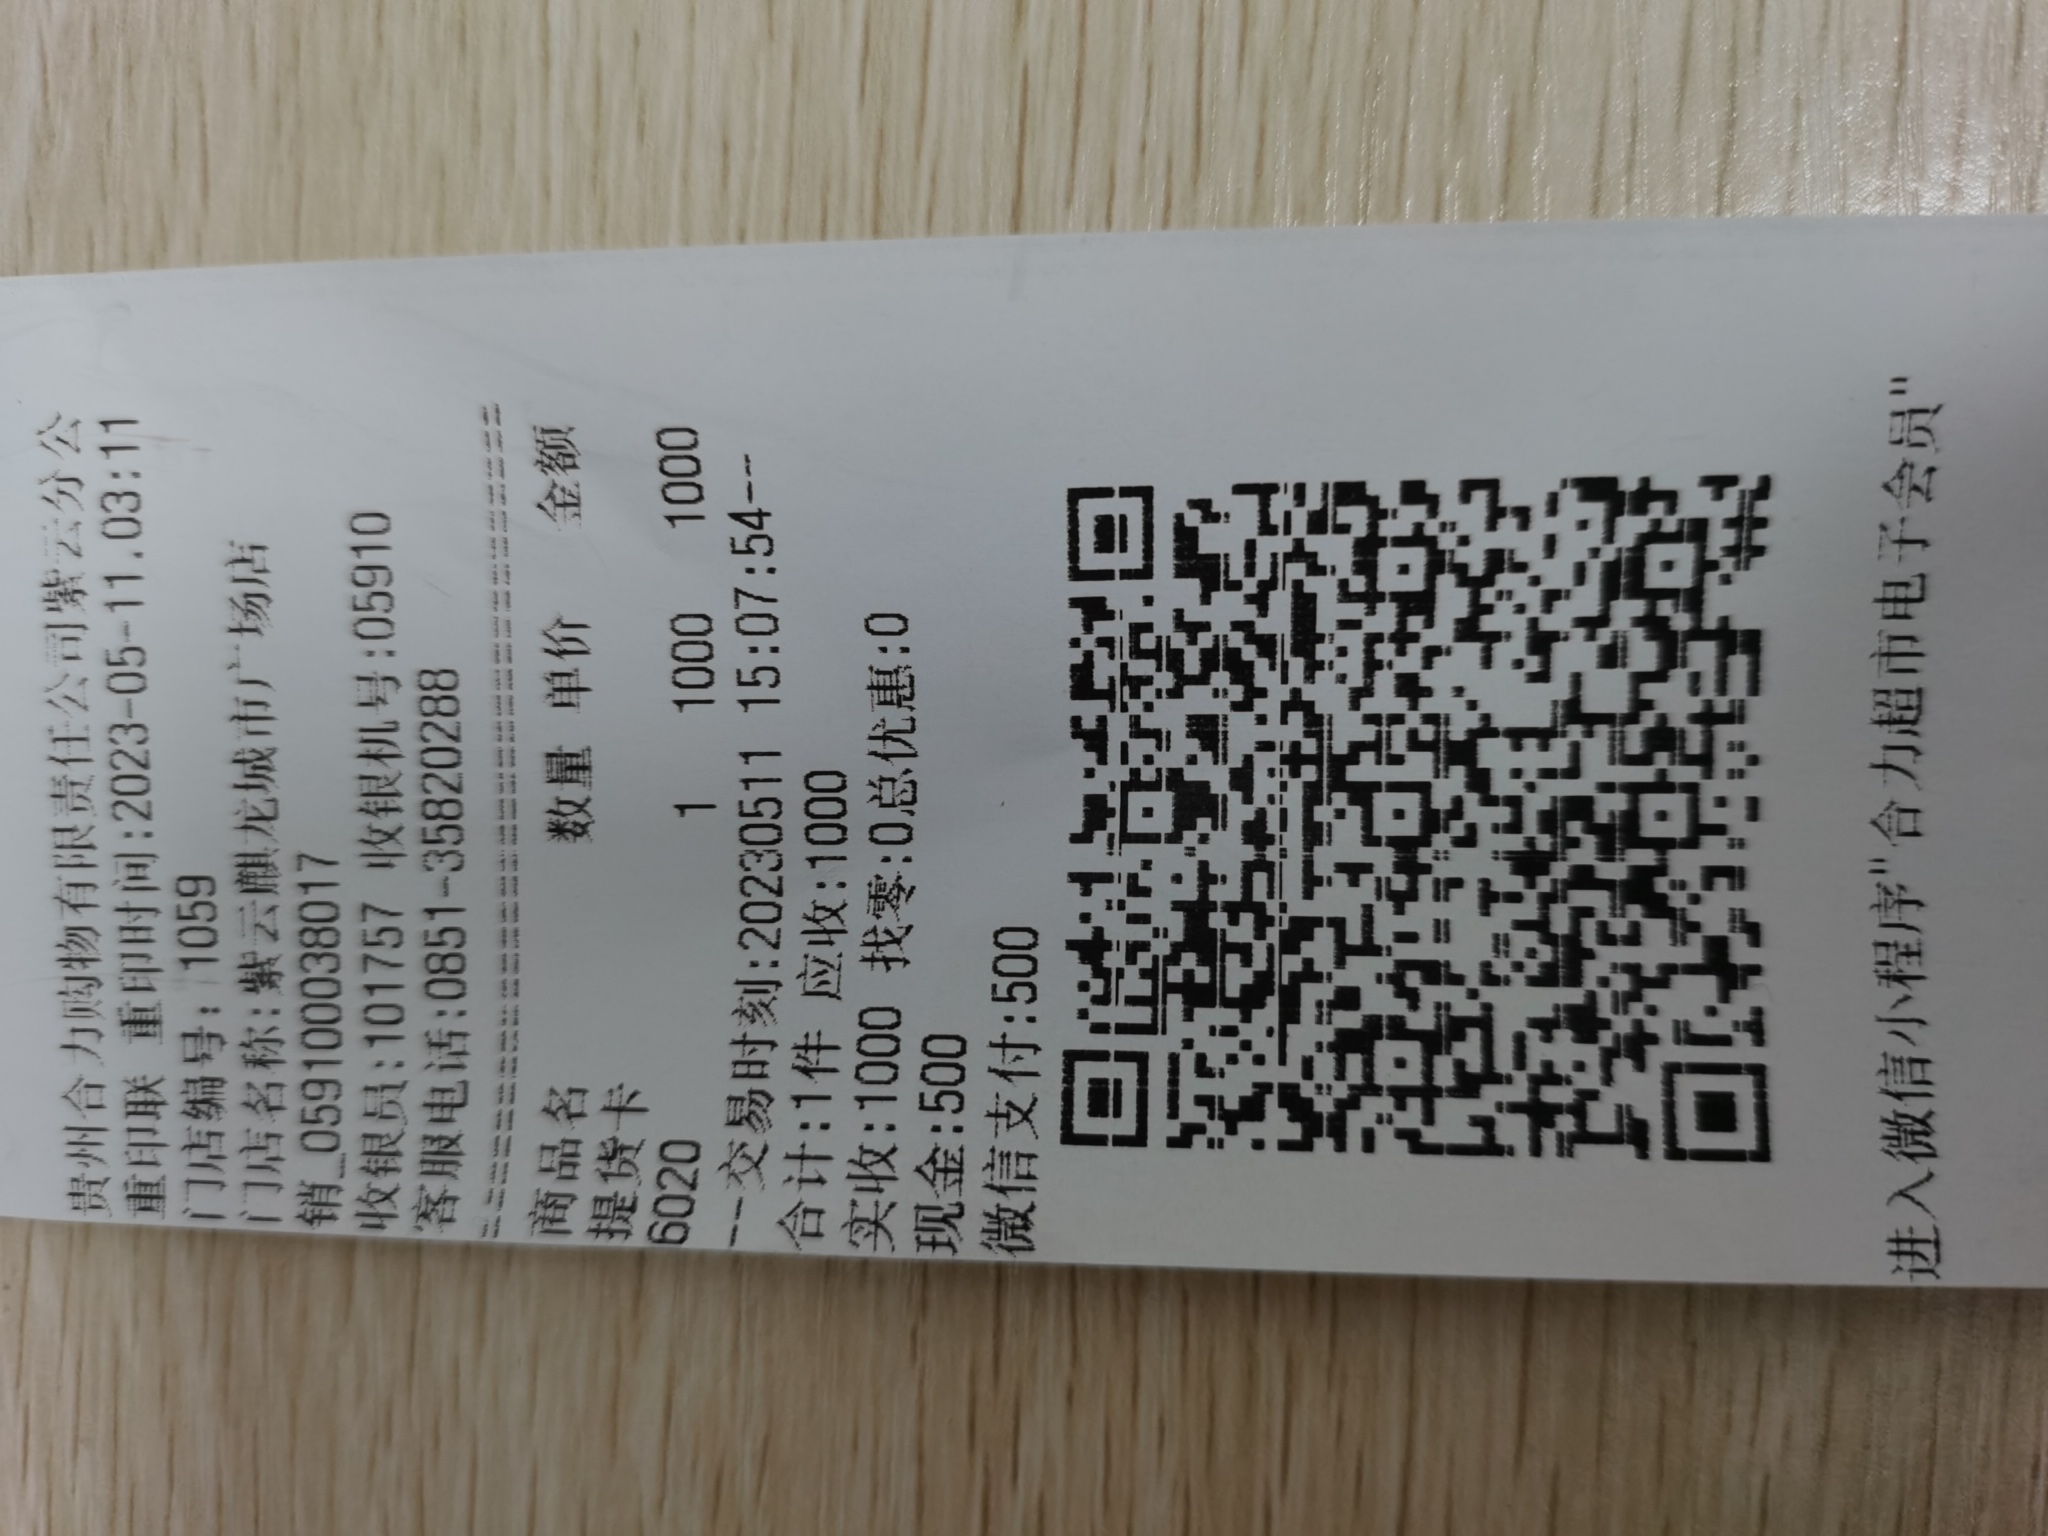 贵州合力购物有限责任公司紫云分公
重印联 重印时间:2023-05-11.03:11
门店编号: 1059
门店名称:紫云麒龙城市广场店
销_059100038017
收银员:101757 收银机号:05910
客服电话:0851-35820288
================================
商品名 数量 单价 金额
提货卡
6020 1 1000 1000
--交易时刻:20230511 15:07:54--
合计:1件 应收:1000
实收:1000 找零:0总优惠:0
现金:500
微信支付:500
进入微信小程序"合力超市电子会员"